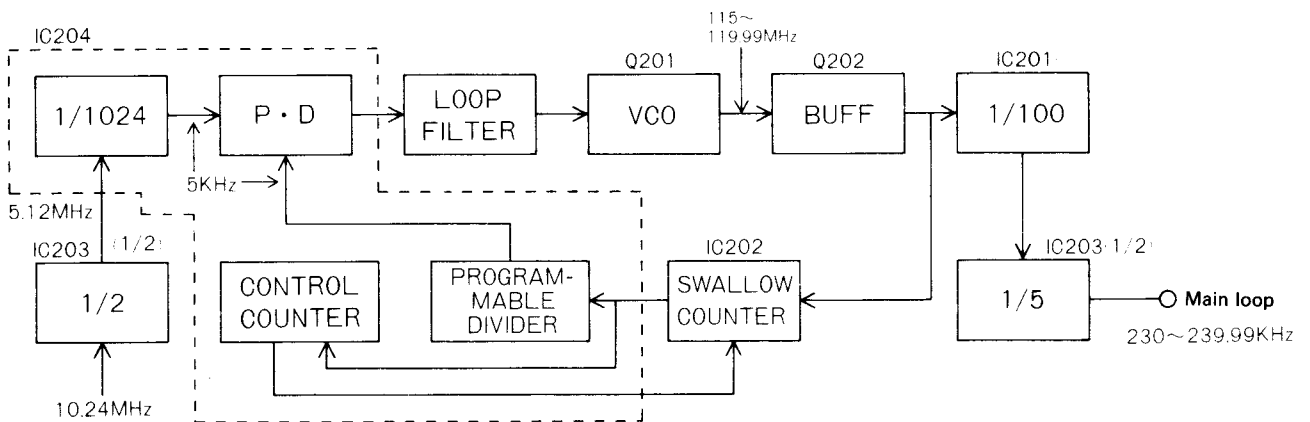 IC204
1/1024
P・D
LOOP
FILTER
Q201
VCO
115~
119.99MHz
Q202
BUFF
IC201
1/100
5KHz
5.12MHz
IC203
(1/2)
1/2
10.24MHz
CONTROL
COUNTER
PROGRAM-
MABLE
DIVIDER
IC202
SWALLOW
COUNTER
IC203(1/2)
1/5
Main loop
230~239.99KHz